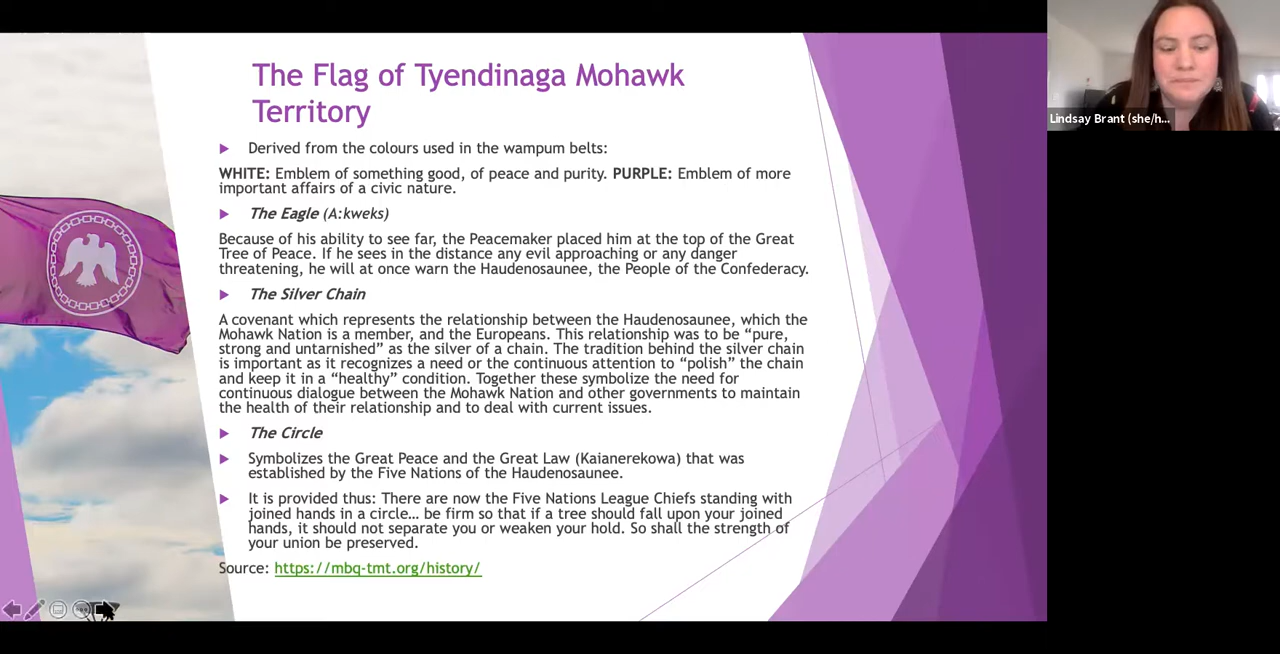 The Flag of Tyendinaga Mohawk
Territory
Derived from the colours used in the wampum belts:
WHITE: Emblem of something good, of peace and purity. PURPLE: Emblem of more
important affairs of a civic nature.
The Eagle (A:kweks)
Because of his ability to see far, the Peacemaker placed him at the top of the Great
Tree of Peace. If he sees in the distance any evil approaching or any danger
threatening, he will at once warn the Haudenosaunee, the People of the Confederacy.
The Silver Chain
A covenant which represents the relationship between the Haudenosaunee, which the
Mohawk Nation is a member, and the Europeans. This relationship was to be “pure,
strong and untarnished” as the silver of a chain. The tradition behind the silver chain
is important as it recognizes a need or the continuous attention to “polish” the chain
and keep it in a “healthy” condition. Together these symbolize the need for
continuous dialogue between the Mohawk Nation and other governments to maintain
the health of their relationship and to deal with current issues.
The Circle
Symbolizes the Great Peace and the Great Law (Kaianerekowa) that was
established by the Five Nations of the Haudenosaunee.
It is provided thus: There are now the Five Nations League Chiefs standing with
joined hands in a circle… be firm so that if a tree should fall upon your joined
hands, it should not separate you or weaken your hold. So shall the strength of
your union be preserved.
Source: https://mbq-tmt.org/history/
Lindsay Brant (she/h...